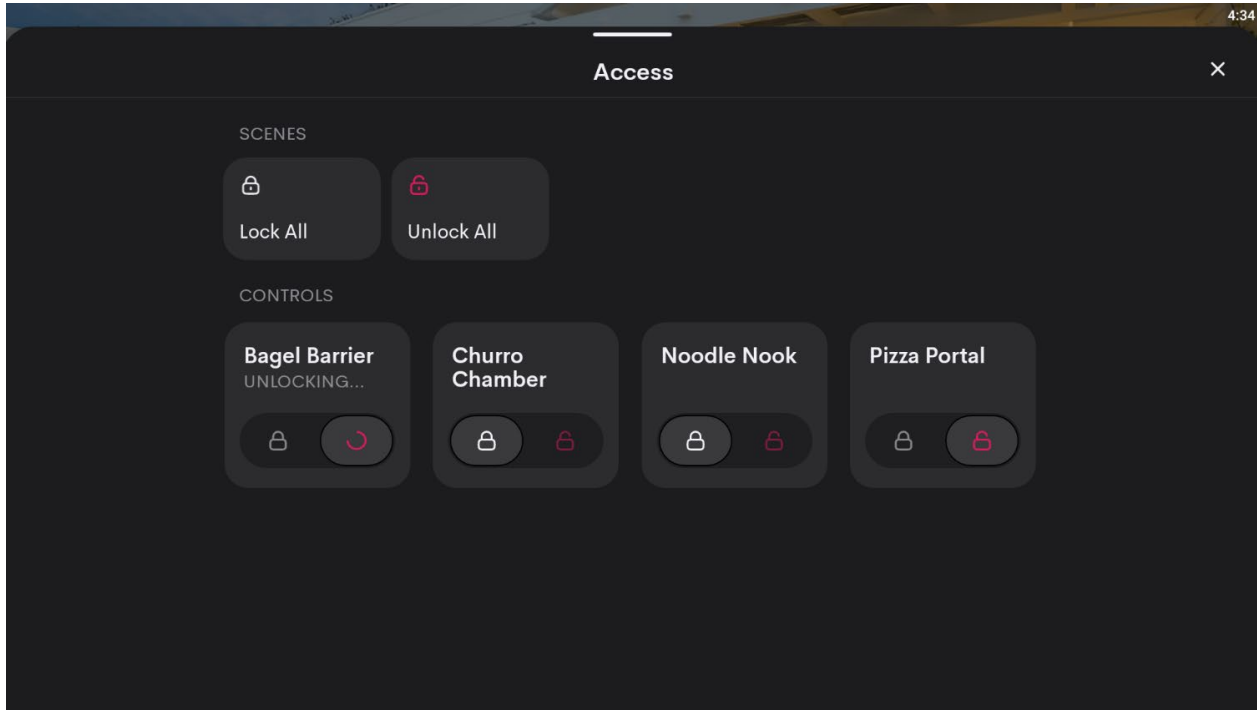 4:34
Access
SCENES
Lock All
Unlock All
CONTROLS
Bagel Barrier
UNLOCKING...
Churro
Chamber
Noodle Nook
Pizza Portal